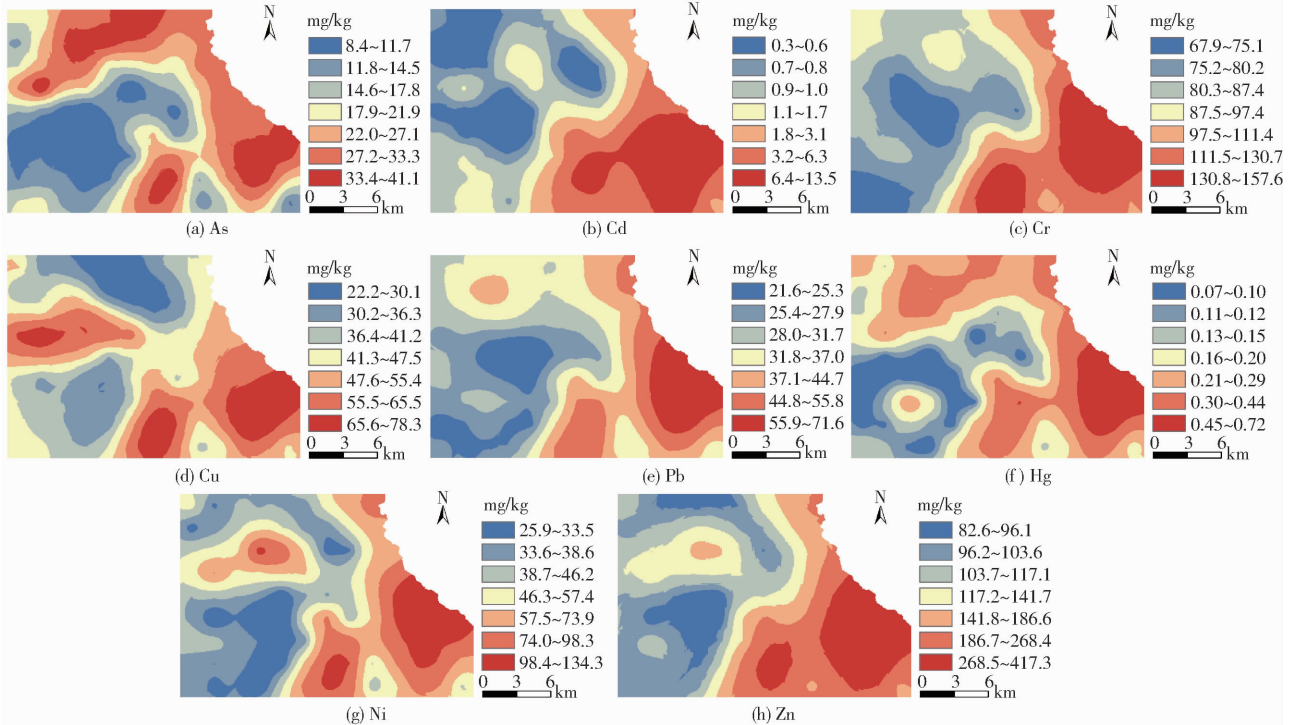 mg/kg
N
8.4~11.7
11.8~14.5
14.6~17.8
17.9~21.9
22.0~27.1
27.2~33.3
33.4~41.1
0 3 6
km
(a) As
mg/kg
N
0.3~0.6
0.7~0.8
0.9~1.0
1.1~1.7
1.8~3.1
3.2~6.3
6.4~13.5
0 3 6
km
(b) Cd
mg/kg
N
67.9~75.1
75.2~80.2
80.3~87.4
87.5~97.4
97.5~111.4
111.5~130.7
130.8~157.6
0 3 6
km
(c) Cr
mg/kg
N
22.2~30.1
30.2~36.3
36.4~41.2
41.3~47.5
47.6~55.4
55.5~65.5
65.6~78.3
0 3 6
km
(d) Cu
mg/kg
N
21.6~25.3
25.4~27.9
28.0~31.7
31.8~37.0
37.1~44.7
44.8~55.8
55.9~71.6
0 3 6
km
(e) Pb
mg/kg
N
0.07~0.10
0.11~0.12
0.13~0.15
0.16~0.20
0.21~0.29
0.30~0.44
0.45~0.72
0 3 6
km
(f) Hg
mg/kg
N
25.9~33.5
33.6~38.6
38.7~46.2
46.3~57.4
57.5~73.9
74.0~98.3
98.4~134.3
0 3 6
km
(g) Ni
mg/kg
N
82.6~96.1
96.2~103.6
103.7~117.1
117.2~141.7
141.8~186.6
186.7~268.4
268.5~417.3
0 3 6
km
(h) Zn